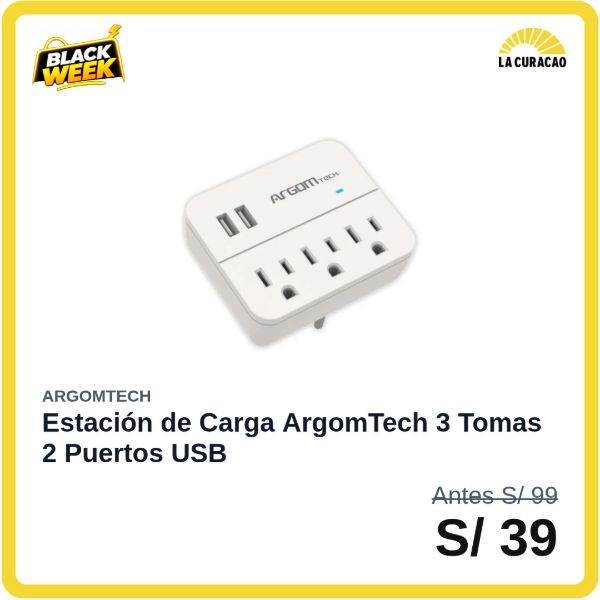 BLACK
WEEK
LA CURACAO
ARGOMTECH.
ARGOMTECH
Estación de Carga ArgomTech 3 Tomas
2 Puertos USB
Antes S/ 99
S/ 39